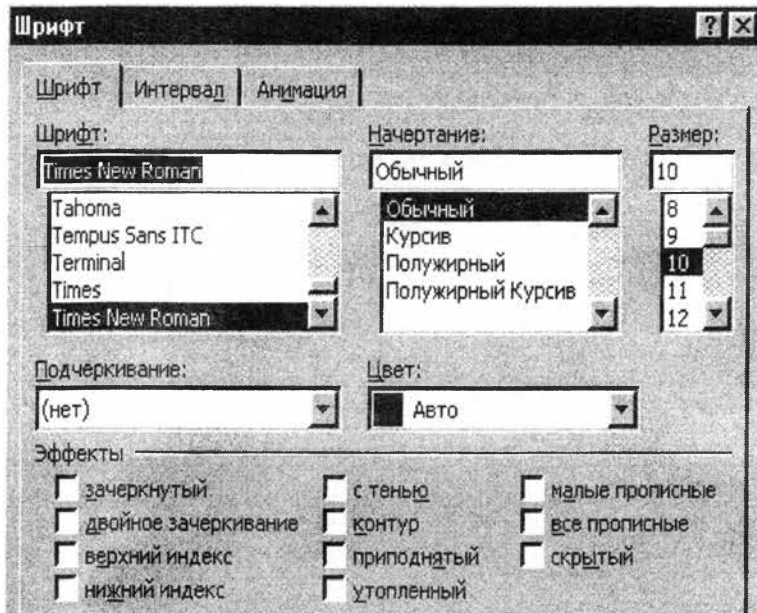 Шрифт
Шрифт Интервал Анимация
Шрифт: Начертание: Размер:
Times New Roman Обычный 10
Tahoma Обычный 8
Tempus Sans ITC Курсив 9
Terminal Полужирный 10
Times Полужирный Курсив 11
Times New Roman 12
Подчеркивание: Цвет:
(нет) Авто
Эффекты
зачеркнутый с тенью малые прописные
двойное зачеркивание контур все прописные
верхний индекс приподнятый скрытый
нижний индекс утопленный